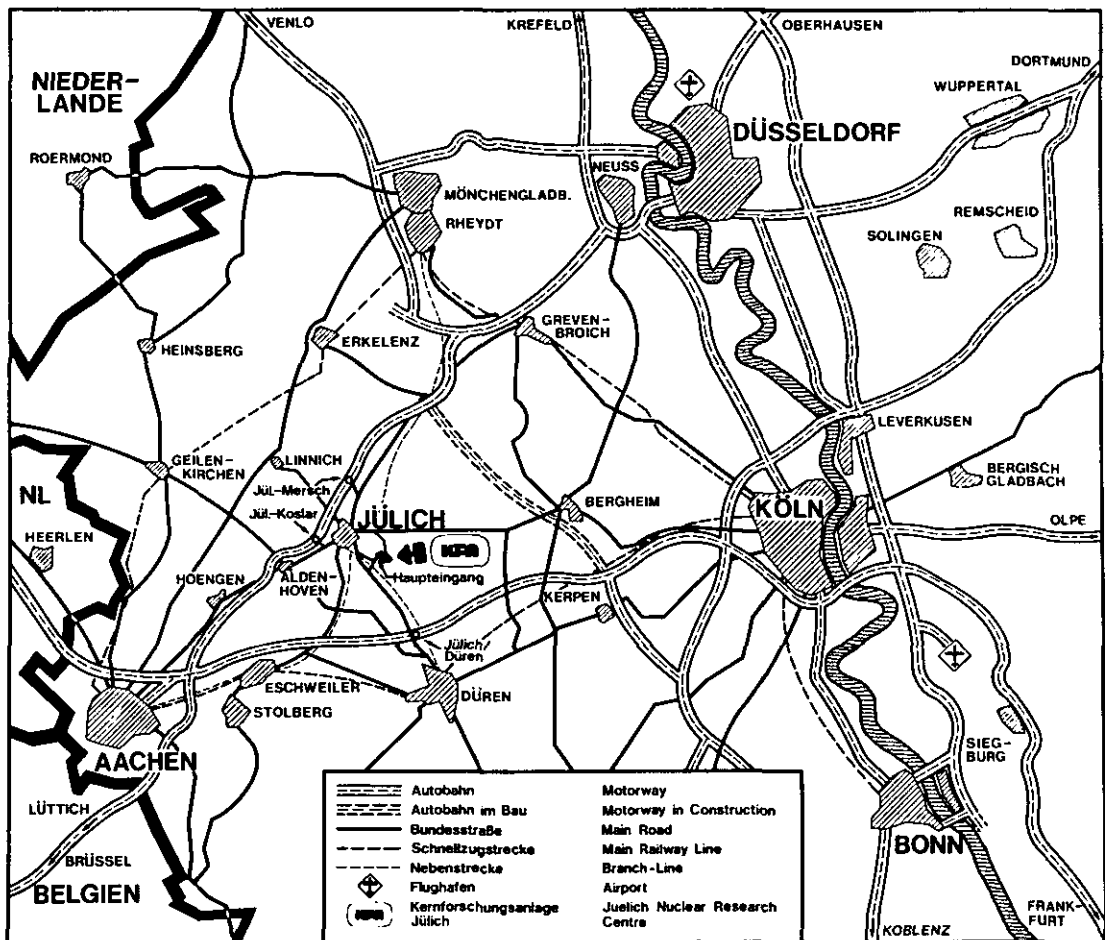 VENLO
KREFELD
OBERHAUSEN
DORTMUND
WUPPERTAL
NIEDER-
LANDE
DÜSSELDORF
ROERMOND
NEUSS
MÖNCHENGLADB.
RHEYDT
REMSCHEID
SOLINGEN
GREVEN-
BROICH
ERKELENZ
HEINSBERG
LEVERKUSEN
GEILEN-
KIRCHEN
LINNICH
BERGISCH
GLADBACH
NL
Jül.-Mersch
BERGHEIM
KÖLN
Jül.-Koslar
JÜLICH
OLPE
HEERLEN
KFA
Haupteingang
HOENGEN
ALDEN-
HOVEN
KERPEN
Jülich/
Düren
ESCHWEILER
DÜREN
STOLBERG
AACHEN
SIEG-
BURG
LÜTTICH
BONN
BRÜSSEL
BELGIEN
FRANK-
FURT
KOBLENZ
Autobahn Motorway
Autobahn im Bau Motorway in Construction
Bundesstraße Main Road
Schnellzugstrecke Main Railway Line
Nebenstrecke Branch-Line
Flughafen Airport
KFA Kernforschungsanlage Juelich Nuclear Research
Jülich Centre